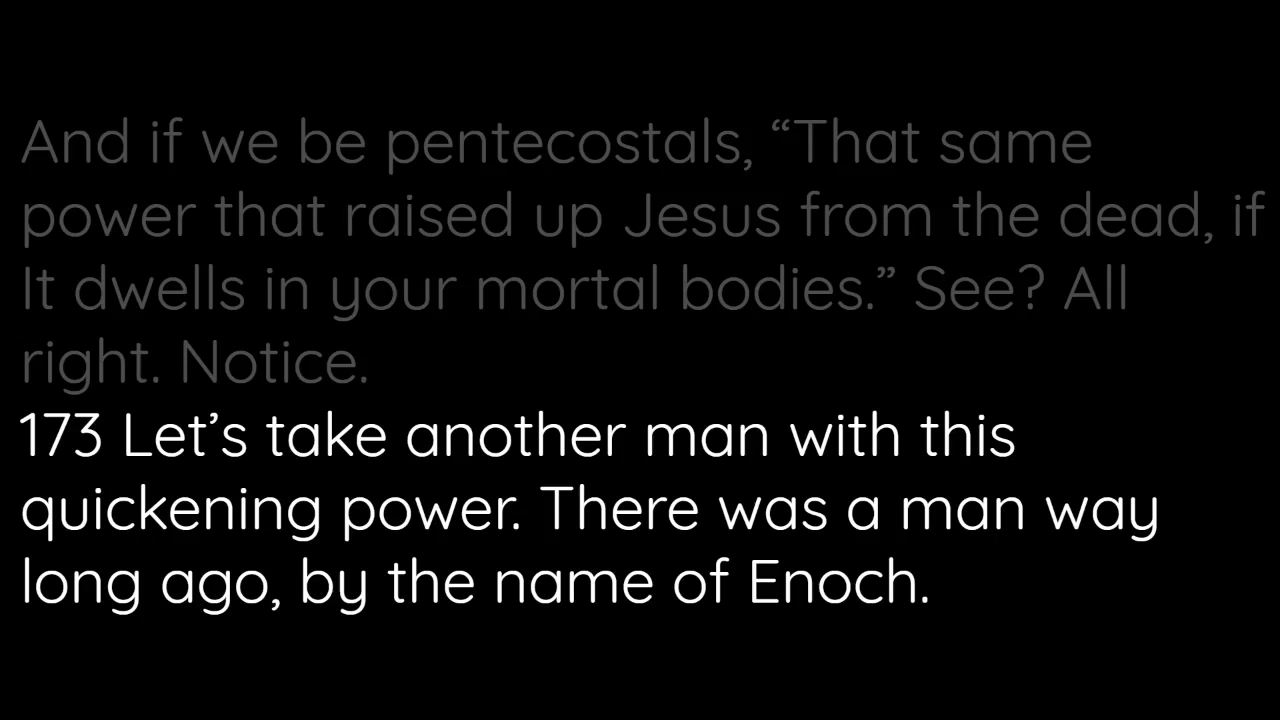 And if we be pentecostals, “That same
power that raised up Jesus from the dead, if
It dwells in your mortal bodies.” See? All
right. Notice.
173 Let’s take another man with this
quickening power. There was a man way
long ago, by the name of Enoch.